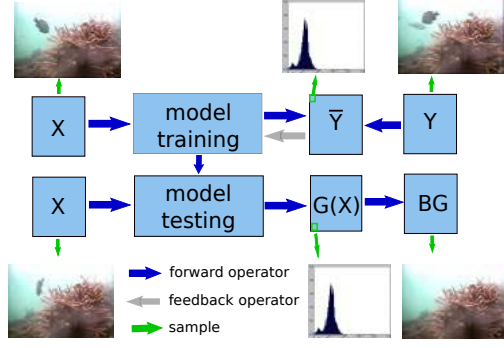 X
model
training
Y̅
Y
X
model
testing
G(X)
BG
forward operator
feedback operator
sample